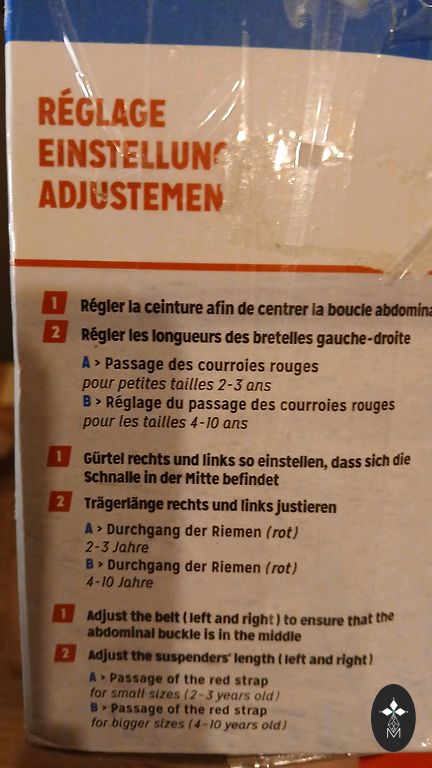 RÉGLAGE
EINSTELLUNG
ADJUSTEMEN
1 Régler la ceinture afin de centrer la boucle abdomina
2 Régler les longueurs des bretelles gauche-droite
A > Passage des courroies rouges
pour petites tailles 2-3 ans
B > Réglage du passage des courroies rouges
pour les tailles 4-10 ans
1 Gürtel rechts und links so einstellen, dass sich die
Schnalle in der Mitte befindet
2 Trägerlänge rechts und links justieren
A > Durchgang der Riemen (rot)
2-3 Jahre
B > Durchgang der Riemen (rot)
4-10 Jahre
1 Adjust the belt (left and right) to ensure that the
abdominal buckle is in the middle
2 Adjust the suspenders' length (left and right)
A > Passage of the red strap
for small sizes (2-3 years old)
B > Passage of the red strap
for bigger sizes (4-10 years old)
M